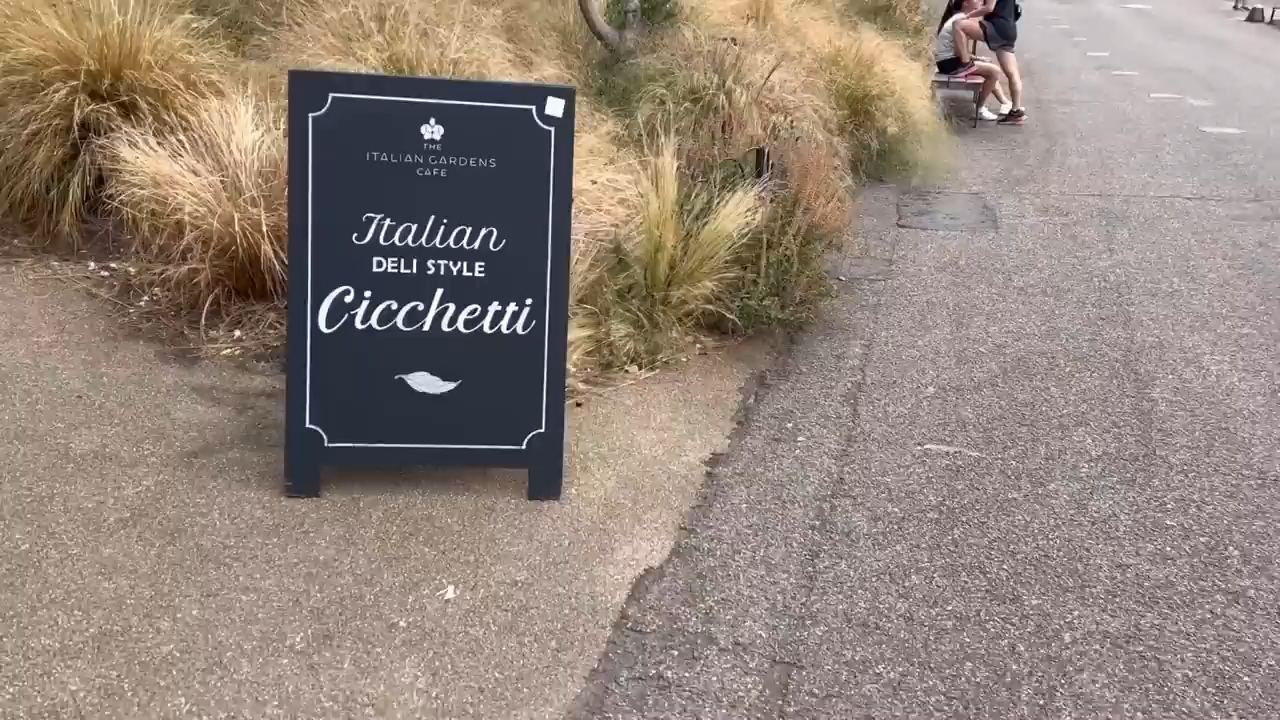 THE
ITALIAN GARDENS
CAFE
Italian
DELI STYLE
Cicchetti